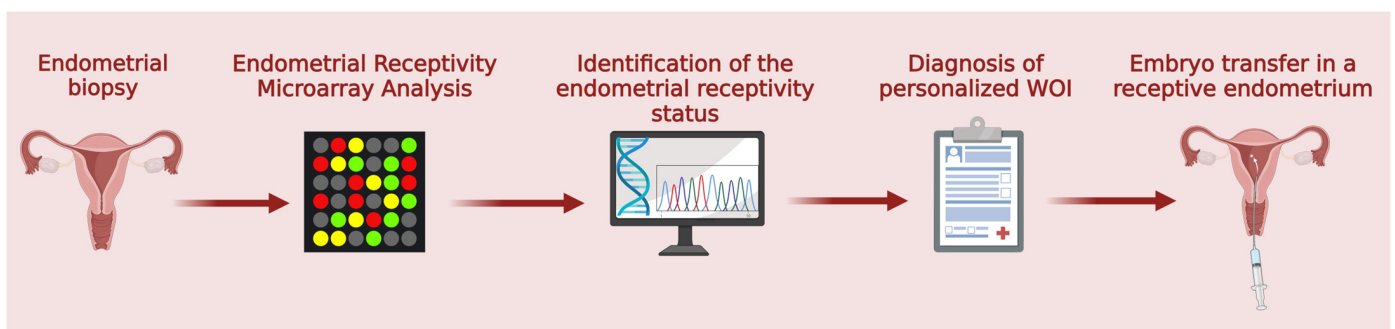 Endometrial
biopsy
Endometrial Receptivity
Microarray Analysis
Identification of the
endometrial receptivity
status
Diagnosis of
personalized WOI
Embryo transfer in a
receptive endometrium